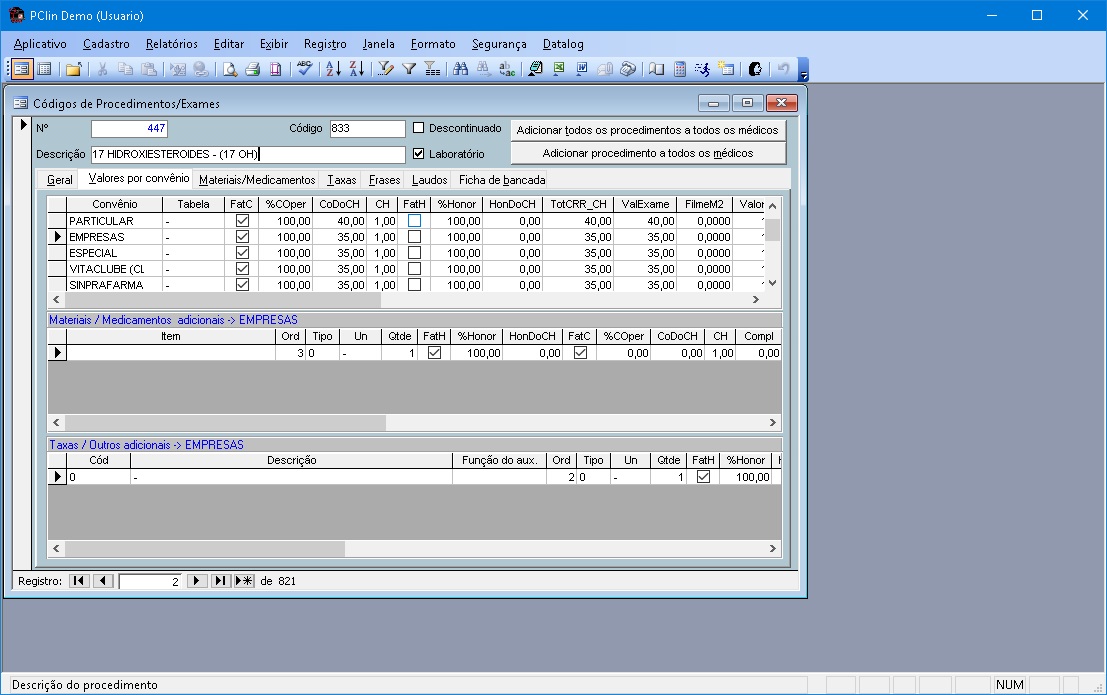 PClin Demo (Usuario)
Aplicativo Cadastro Relatórios Editar Exibir Registro Janela Formato Segurança Datalog
Códigos de Procedimentos/Exames
Nº 447 Código 833 Descontinuado Adicionar todos os procedimentos a todos os médicos
Descrição 17 HIDROXIESTEROIDES - (17 OH) Laboratório Adicionar procedimento a todos os médicos
Geral Valores por convênio Materiais/Medicamentos Taxas Frases Laudos Ficha de bancada
Convênio Tabela FatC %COper CoDoCH CH FatH %Honor HonDoCH TotCRR_CH ValExame FilmeM2 Valor
PARTICULAR - 100,00 40,00 1,00 100,00 0,00 40,00 40,00 0,0000
EMPRESAS - 100,00 35,00 1,00 100,00 0,00 35,00 35,00 0,0000
ESPECIAL - 100,00 35,00 1,00 100,00 0,00 35,00 35,00 0,0000
VITACLUBE (CL - 100,00 35,00 1,00 100,00 0,00 35,00 35,00 0,0000
SINPRAFARMA - 100,00 35,00 1,00 100,00 0,00 35,00 35,00 0,0000
Materiais / Medicamentos adicionais -> EMPRESAS
Item Ord Tipo Un Qtde FatH %Honor HonDoCH FatC %COper CoDoCH CH Compl
3 0 - 1 100,00 0,00 0,00 0,00 1,00 0,00
Taxas / Outros adicionais -> EMPRESAS
Cód Descrição Função do aux. Ord Tipo Un Qtde FatH %Honor
0 - 2 0 - 1 100,00
Registro: 2 de 821
Descrição do procedimento NUM